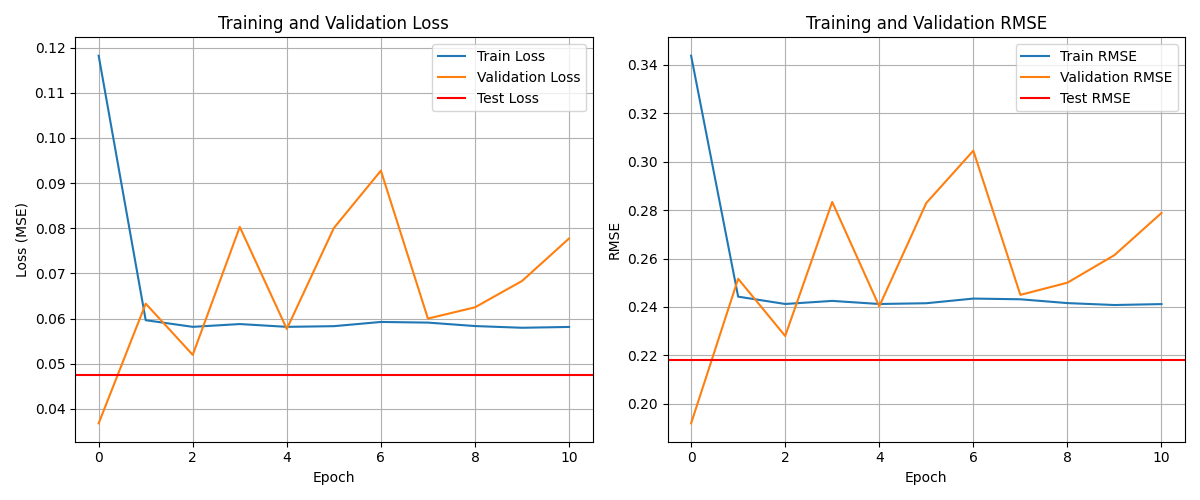 Training and Validation Loss
0.12
0.11
0.10
0.09
0.08
0.07
0.06
0.05
0.04
Loss (MSE)
Train Loss
Validation Loss
Test Loss
0 2 4 6 8 10
Epoch
Training and Validation RMSE
0.34
0.32
0.30
0.28
0.26
0.24
0.22
0.20
RMSE
Train RMSE
Validation RMSE
Test RMSE
0 2 4 6 8 10
Epoch